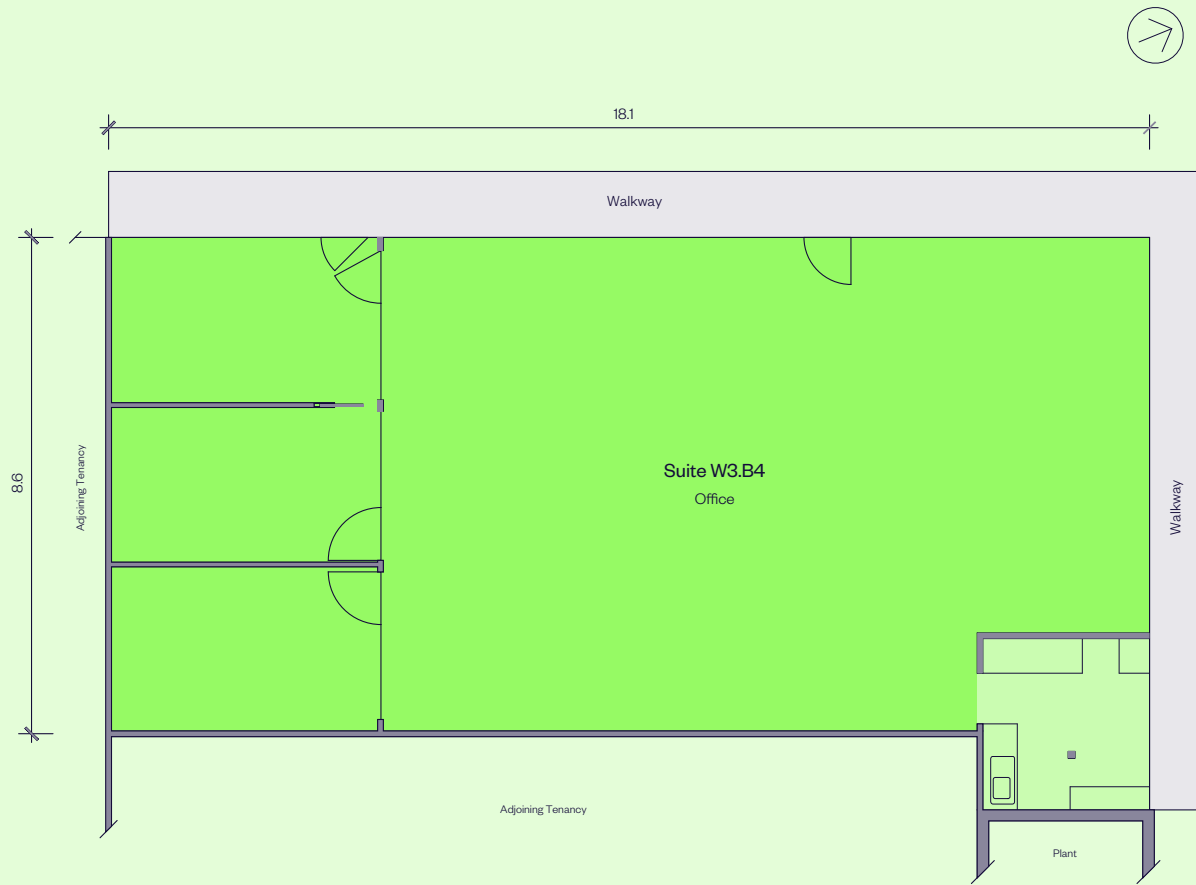 18.1
Walkway
8.6
Adjoining Tenancy
Suite W3.B4
Office
Walkway
Adjoining Tenancy
Plant